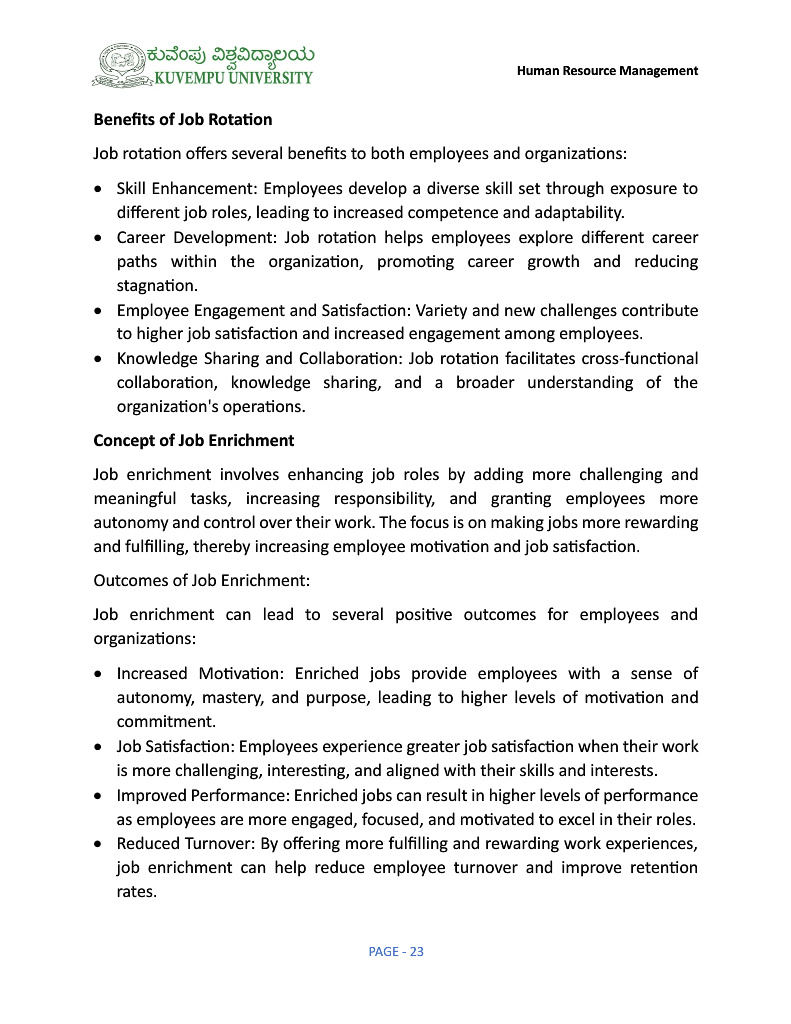 ಕುವೆಂಪು ವಿಶ್ವವಿದ್ಯಾಲಯ
KUVEMPU UNIVERSITY
Human Resource Management
Benefits of Job Rotation
Job rotation offers several benefits to both employees and organizations:
• Skill Enhancement: Employees develop a diverse skill set through exposure to
different job roles, leading to increased competence and adaptability.
• Career Development: Job rotation helps employees explore different career
paths within the organization, promoting career growth and reducing
stagnation.
• Employee Engagement and Satisfaction: Variety and new challenges contribute
to higher job satisfaction and increased engagement among employees.
• Knowledge Sharing and Collaboration: Job rotation facilitates cross-functional
collaboration, knowledge sharing, and a broader understanding of the
organization's operations.
Concept of Job Enrichment
Job enrichment involves enhancing job roles by adding more challenging and
meaningful tasks, increasing responsibility, and granting employees more
autonomy and control over their work. The focus is on making jobs more rewarding
and fulfilling, thereby increasing employee motivation and job satisfaction.
Outcomes of Job Enrichment:
Job enrichment can lead to several positive outcomes for employees and
organizations:
• Increased Motivation: Enriched jobs provide employees with a sense of
autonomy, mastery, and purpose, leading to higher levels of motivation and
commitment.
• Job Satisfaction: Employees experience greater job satisfaction when their work
is more challenging, interesting, and aligned with their skills and interests.
• Improved Performance: Enriched jobs can result in higher levels of performance
as employees are more engaged, focused, and motivated to excel in their roles.
• Reduced Turnover: By offering more fulfilling and rewarding work experiences,
job enrichment can help reduce employee turnover and improve retention
rates.
PAGE - 23